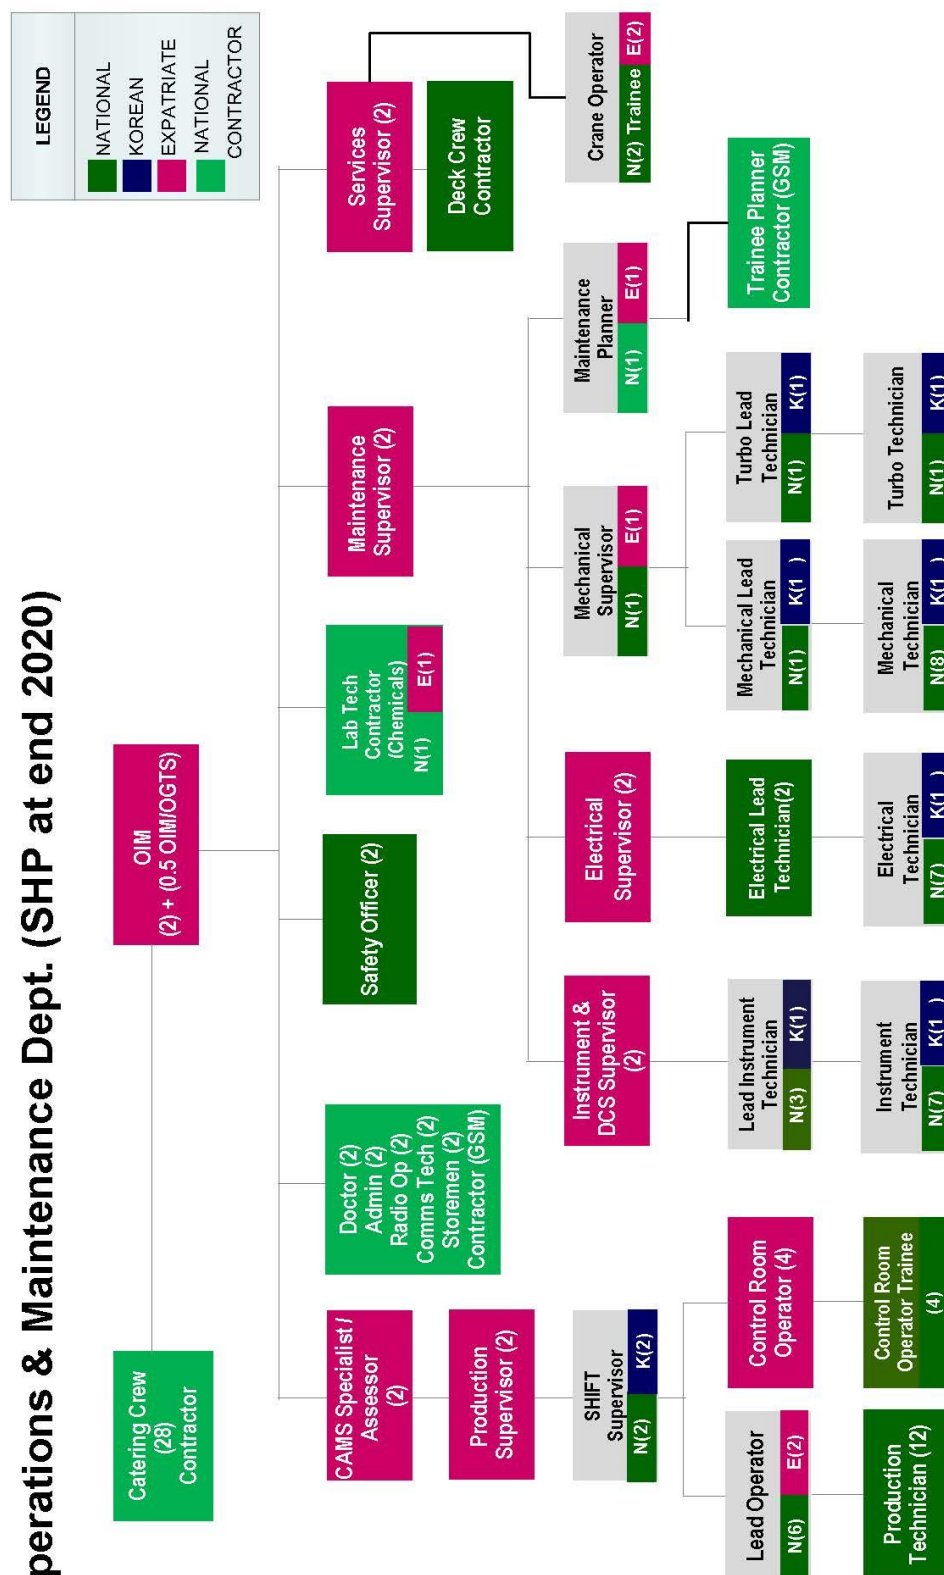 perations & Maintenance Dept. (SHP at end 2020)
LEGEND
NATIONAL
KOREAN
EXPATRIATE
NATIONAL
CONTRACTOR
Catering Crew
(28)
Contractor
OIM
(2) + (0.5 OIM/OGTS)
CAMS Specialist /
Assessor
(2)
Doctor (2)
Admin (2)
Radio Op (2)
Comms Tech (2)
Storemen (2)
Contractor (GSM)
Safety Officer (2)
Lab Tech
Contractor
(Chemicals)
N(1) E(1)
Maintenance
Supervisor (2)
Services
Supervisor (2)
Production
Supervisor (2)
Deck Crew
Contractor
SHIFT
Supervisor
N(2) K(2)
Instrument &
DCS Supervisor
(2)
Electrical
Supervisor (2)
Mechanical
Supervisor
N(1) E(1)
Maintenance
Planner
N(1) E(1)
Crane Operator
N(2) Trainee E(2)
Lead Operator
N(6) E(2)
Control Room
Operator (4)
Lead Instrument
Technician
N(3) K(1)
Electrical Lead
Technician(2)
Mechanical Lead
Technician
N(1) K(1 )
Turbo Lead
Technician
N(1) K(1)
Trainee Planner
Contractor (GSM)
Production
Technician (12)
Control Room
Operator Trainee
(4)
Instrument
Technician
N(7) K(1 )
Electrical
Technician
N(7) K(1 )
Mechanical
Technician
N(8) K(1 )
Turbo Technician
N(1) K(1)